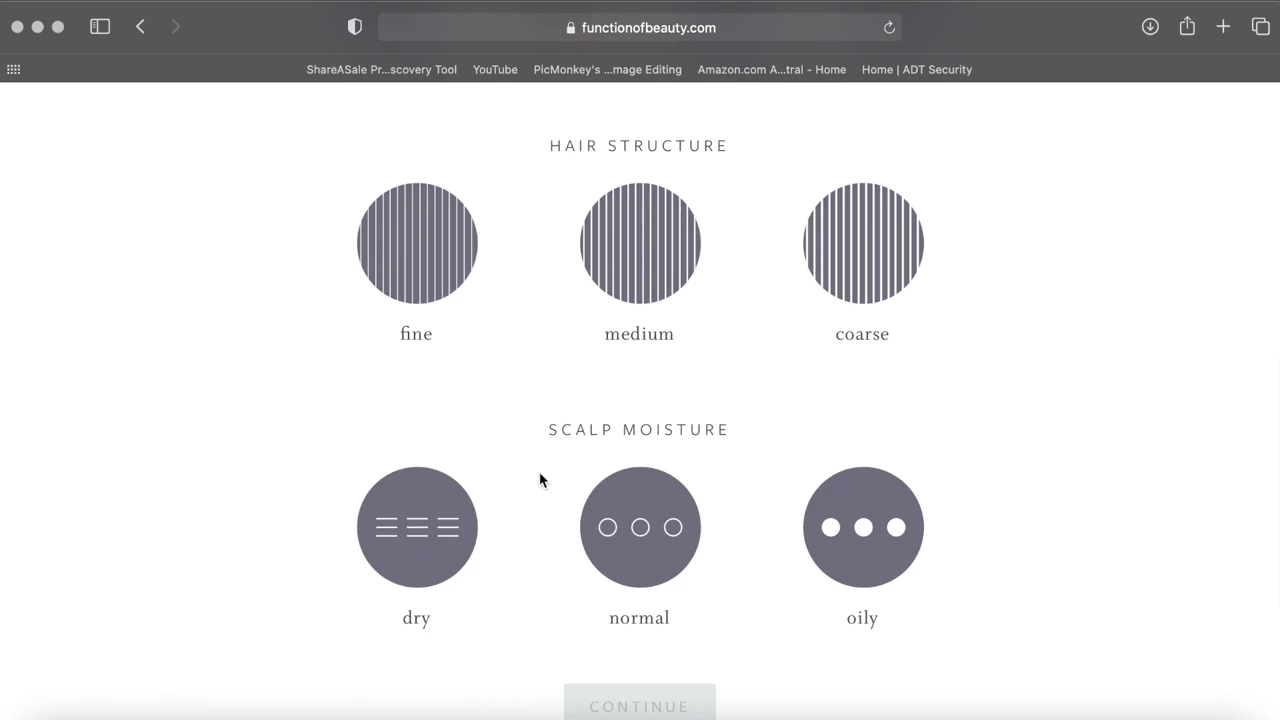 functionofbeauty.com
ShareASale Pr...scovery Tool YouTube PicMonkey's ...mage Editing Amazon.com A...tral - Home Home | ADT Security
HAIR STRUCTURE
fine medium coarse
SCALP MOISTURE
dry normal oily
CONTINUE